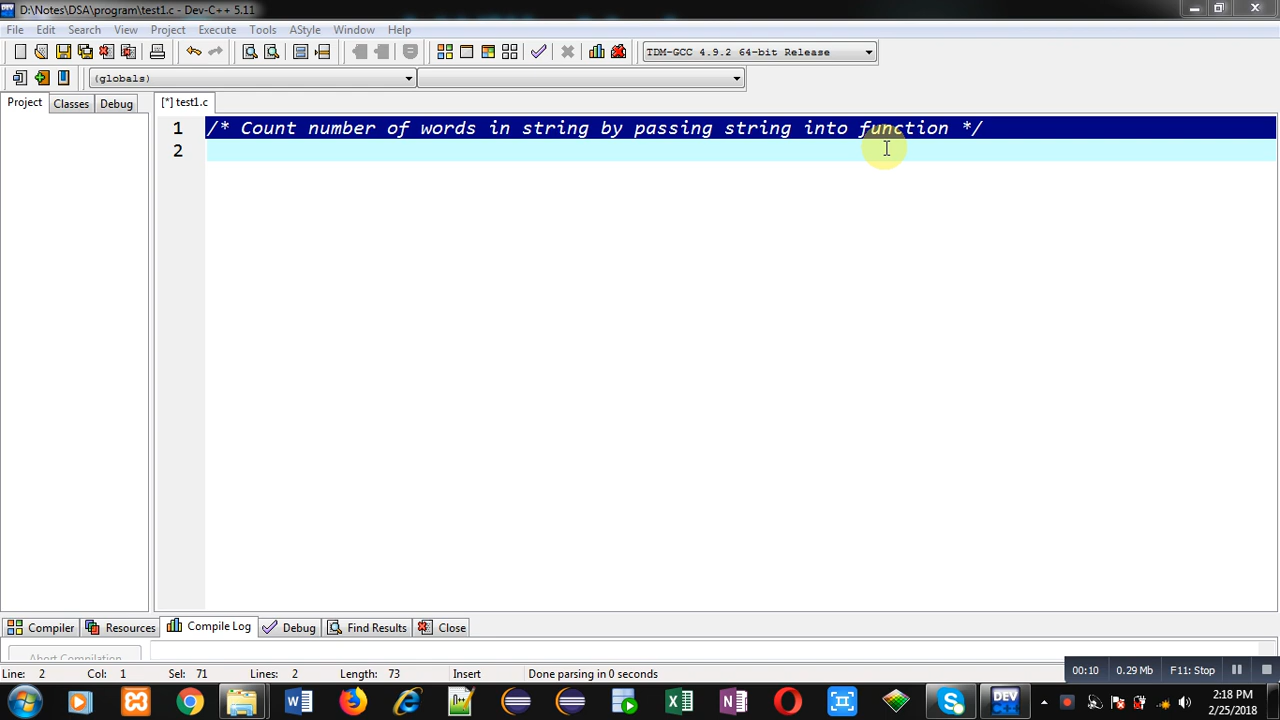 D:\Notes\DSA\program\test1.c - Dev-C++ 5.11
File Edit Search View Project Execute Tools AStyle Window Help
TDM-GCC 4.9.2 64-bit Release
(globals)
Project Classes Debug [*] test1.c
1 /* Count number of words in string by passing string into function */
2
Compiler Resources Compile Log Debug Find Results Close
Abort Compilation
Line: 2 Col: 1 Sel: 71 Lines: 2 Length: 73 Insert Done parsing in 0 seconds
00:10 0.29 Mb F11: Stop
2:18 PM
2/25/2018